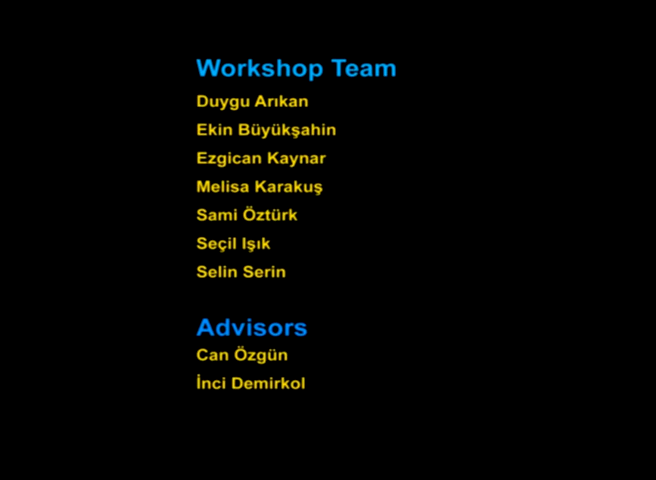 Workshop Team
Duygu Arıkan
Ekin Büyükşahin
Ezgican Kaynar
Melisa Karakuş
Sami Öztürk
Seçil Işık
Selin Serin
Advisors
Can Özgün
İnci Demirkol